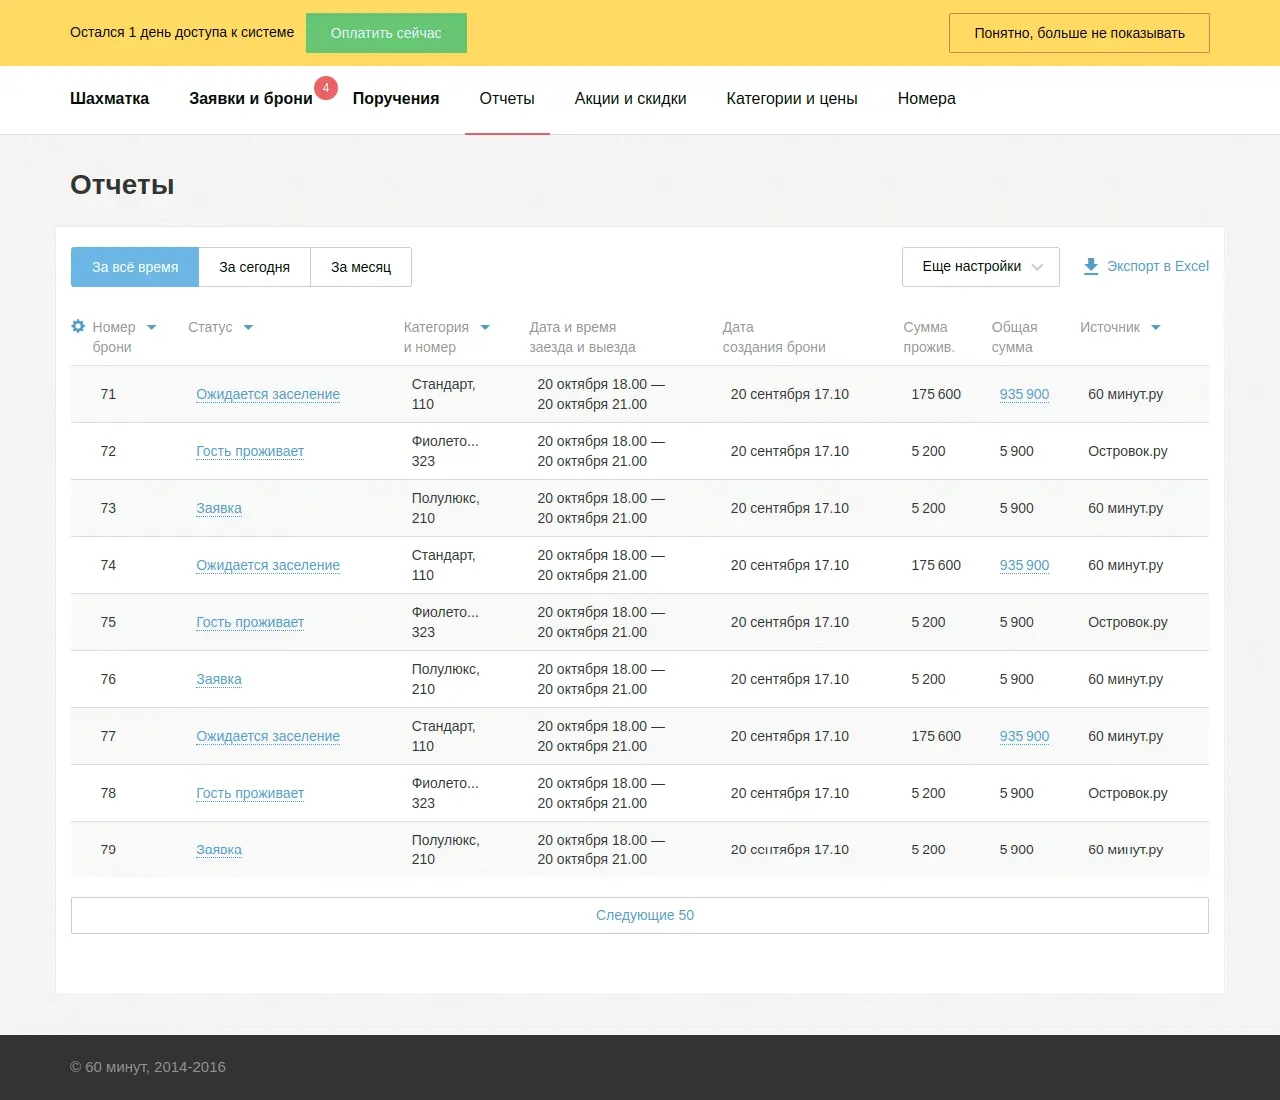 Остался 1 день доступа к системе Оплатить сейчас Понятно, больше не показывать
Шахматка Заявки и брони 4 Поручения Отчеты Акции и скидки Категории и цены Номера
Отчеты
За всё время За сегодня За месяц Еще настройки Экспорт в Excel
Номер брони Статус Категория и номер Дата и время заезда и выезда Дата создания брони Сумма прожив. Общая сумма Источник
71 Ожидается заселение Стандарт, 110 20 октября 18.00 — 20 октября 21.00 20 сентября 17.10 175 600 935 900 60 минут.ру
72 Гость проживает Фиолето... 323 20 октября 18.00 — 20 октября 21.00 20 сентября 17.10 5 200 5 900 Островок.ру
73 Заявка Полулюкс, 210 20 октября 18.00 — 20 октября 21.00 20 сентября 17.10 5 200 5 900 60 минут.ру
74 Ожидается заселение Стандарт, 110 20 октября 18.00 — 20 октября 21.00 20 сентября 17.10 175 600 935 900 60 минут.ру
75 Гость проживает Фиолето... 323 20 октября 18.00 — 20 октября 21.00 20 сентября 17.10 5 200 5 900 Островок.ру
76 Заявка Полулюкс, 210 20 октября 18.00 — 20 октября 21.00 20 сентября 17.10 5 200 5 900 60 минут.ру
77 Ожидается заселение Стандарт, 110 20 октября 18.00 — 20 октября 21.00 20 сентября 17.10 175 600 935 900 60 минут.ру
78 Гость проживает Фиолето... 323 20 октября 18.00 — 20 октября 21.00 20 сентября 17.10 5 200 5 900 Островок.ру
79 Заявка Полулюкс, 210 20 октября 18.00 — 20 октября 21.00 20 сентября 17.10 5 200 5 900 60 минут.ру
Следующие 50
© 60 минут, 2014-2016